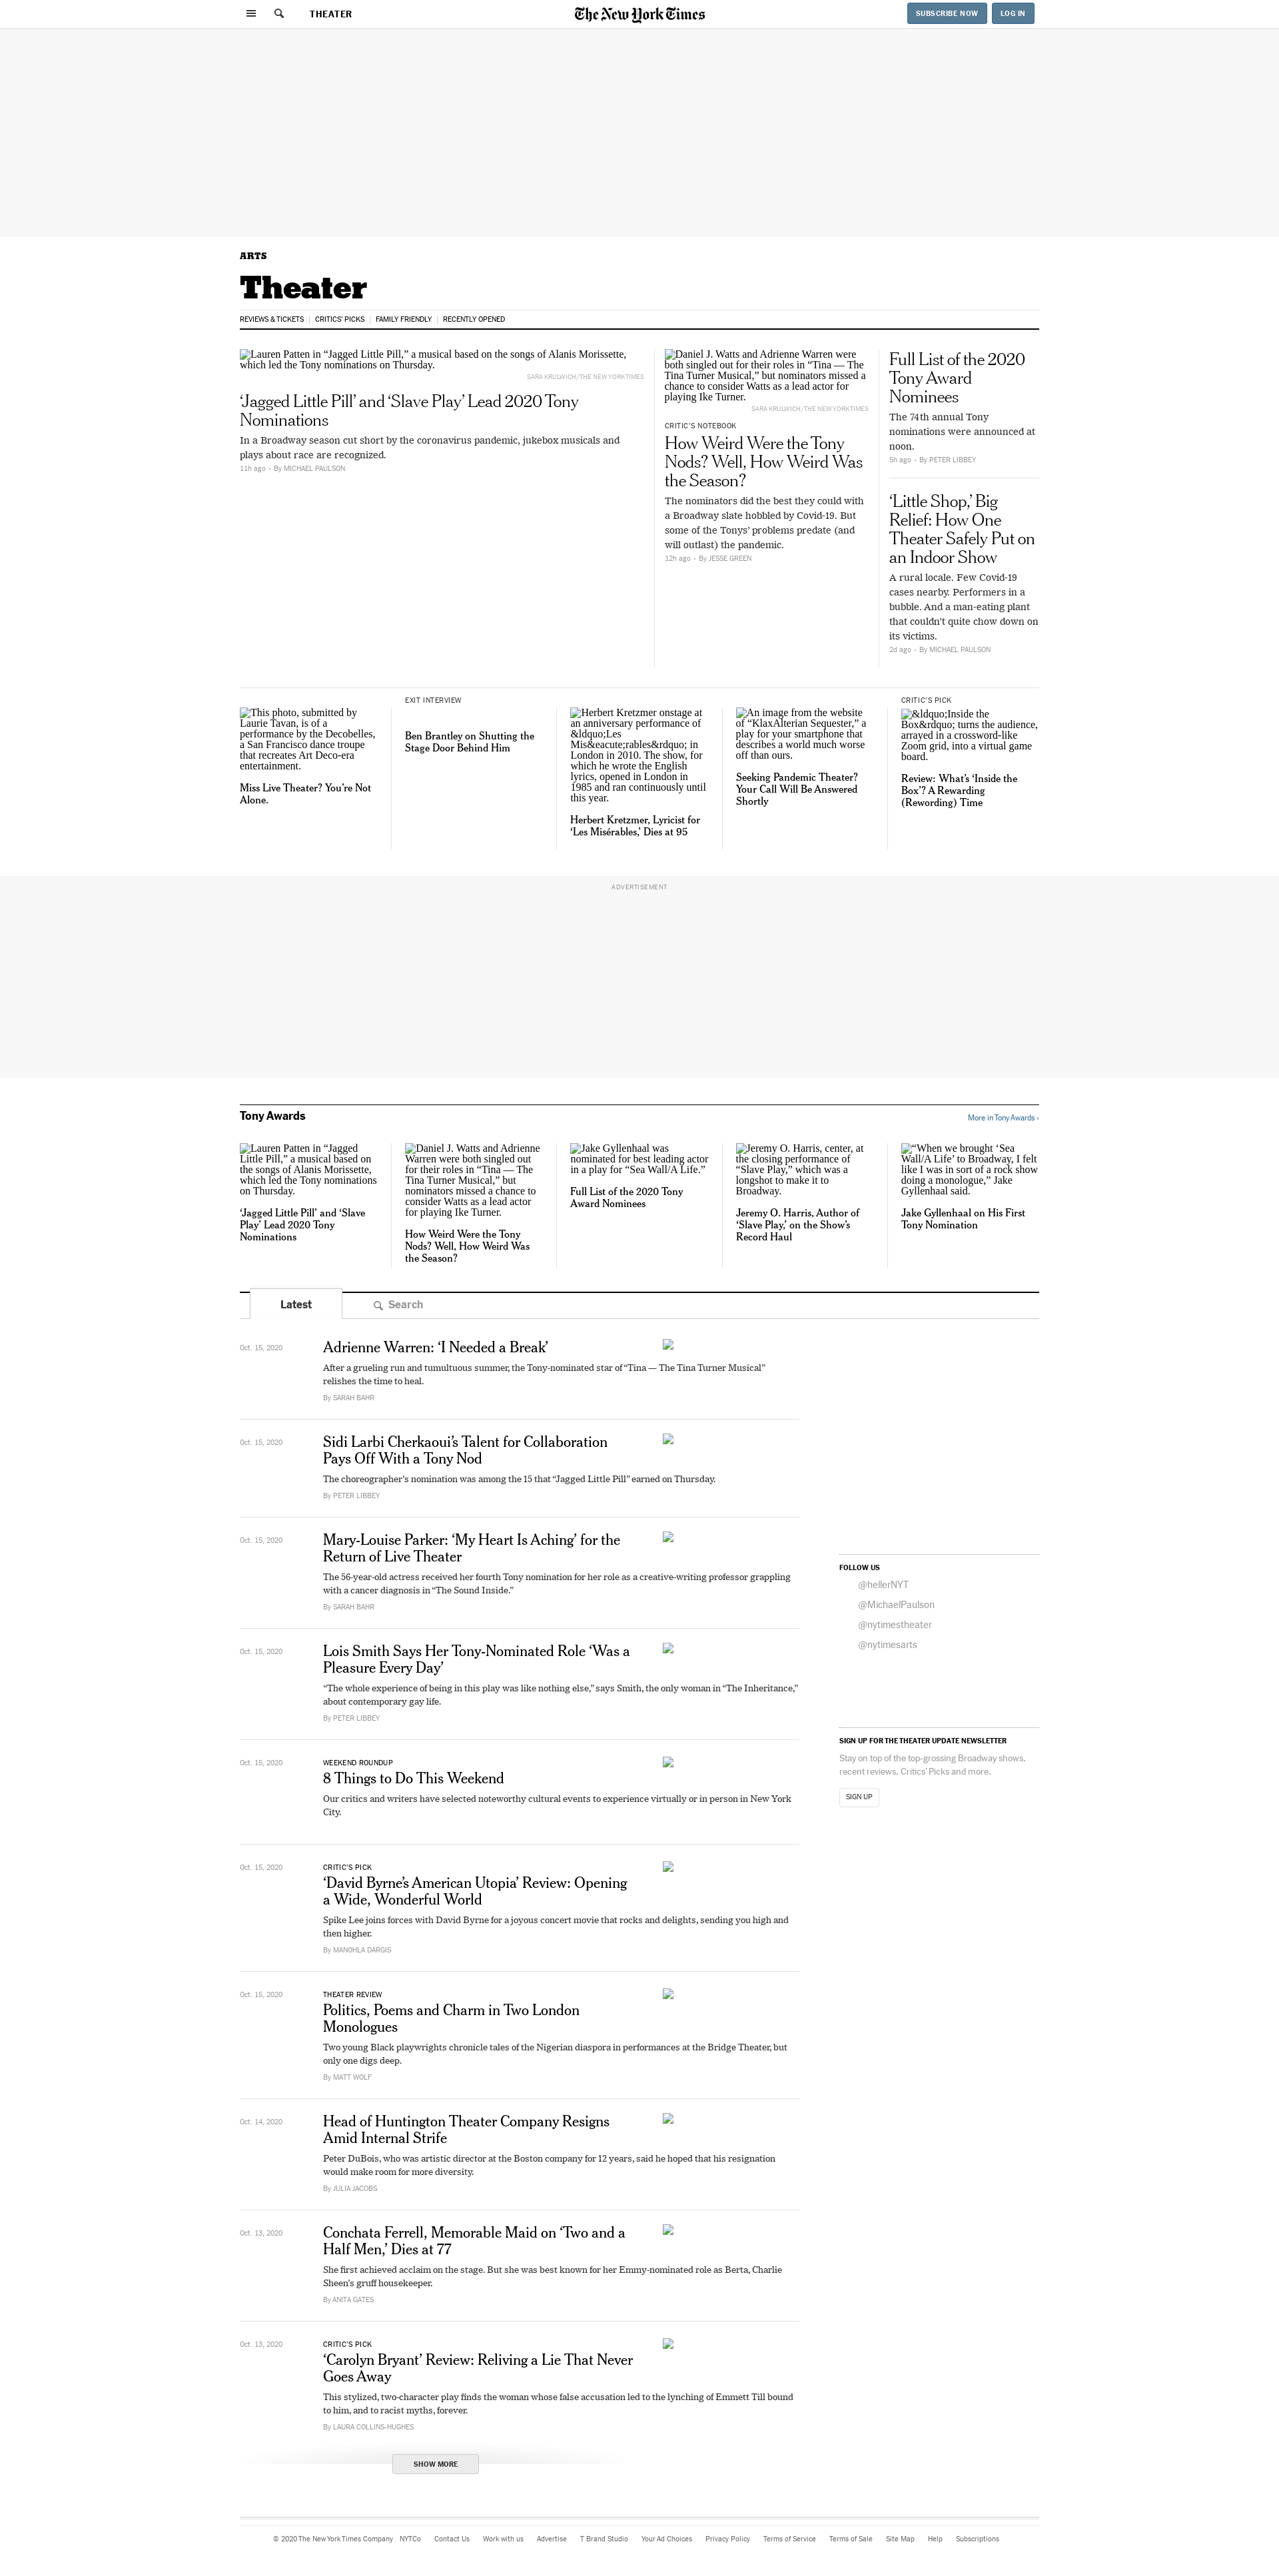 THEATER
The New York Times
SUBSCRIBE NOW
LOG IN
ARTS
Theater
REVIEWS & TICKETS
CRITICS' PICKS
FAMILY FRIENDLY
RECENTLY OPENED
Lauren Patten in “Jagged Little Pill,” a musical based on the songs of Alanis Morissette,
which led the Tony nominations on Thursday.
SARA KRULWICH/THE NEW YORK TIMES
‘Jagged Little Pill’ and ‘Slave Play’ Lead 2020 Tony
Nominations
In a Broadway season cut short by the coronavirus pandemic, jukebox musicals and
plays about race are recognized.
11h ago • By MICHAEL PAULSON
Daniel J. Watts and Adrienne Warren were
both singled out for their roles in “Tina — The
Tina Turner Musical,” but nominators missed a
chance to consider Watts as a lead actor for
playing Ike Turner.
SARA KRULWICH/THE NEW YORK TIMES
CRITIC’S NOTEBOOK
How Weird Were the Tony
Nods? Well, How Weird Was
the Season?
The nominators did the best they could with
a Broadway slate hobbled by Covid-19. But
some of the Tonys’ problems predate (and
will outlast) the pandemic.
12h ago • By JESSE GREEN
Full List of the 2020
Tony Award
Nominees
The 74th annual Tony
nominations were announced at
noon.
5h ago • By PETER LIBBEY
‘Little Shop,’ Big
Relief: How One
Theater Safely Put on
an Indoor Show
A rural locale. Few Covid-19
cases nearby. Performers in a
bubble. And a man-eating plant
that couldn’t quite chow down on
its victims.
2d ago • By MICHAEL PAULSON
This photo, submitted by
Laurie Tavan, is of a
performance by the Decobelles,
a San Francisco dance troupe
that recreates Art Deco-era
entertainment.
Miss Live Theater? You’re Not
Alone.
EXIT INTERVIEW
Ben Brantley on Shutting the
Stage Door Behind Him
Herbert Kretzmer onstage at
an anniversary performance of
&ldquo;Les
Mis&eacute;rables&rdquo; in
London in 2010. The show, for
which he wrote the English
lyrics, opened in London in
1985 and ran continuously until
this year.
Herbert Kretzmer, Lyricist for
‘Les Misérables,’ Dies at 95
An image from the website
of “KlaxAlterian Sequester,” a
play for your smartphone that
describes a world much worse
off than ours.
Seeking Pandemic Theater?
Your Call Will Be Answered
Shortly
CRITIC’S PICK
&ldquo;Inside the
Box&rdquo; turns the audience,
arrayed in a crossword-like
Zoom grid, into a virtual game
board.
Review: What’s ‘Inside the
Box’? A Rewarding
(Rewording) Time
ADVERTISEMENT
Tony Awards
More in Tony Awards ›
Lauren Patten in “Jagged
Little Pill,” a musical based on
the songs of Alanis Morissette,
which led the Tony nominations
on Thursday.
‘Jagged Little Pill’ and ‘Slave
Play’ Lead 2020 Tony
Nominations
Daniel J. Watts and Adrienne
Warren were both singled out
for their roles in “Tina — The
Tina Turner Musical,” but
nominators missed a chance to
consider Watts as a lead actor
for playing Ike Turner.
How Weird Were the Tony
Nods? Well, How Weird Was
the Season?
Jake Gyllenhaal was
nominated for best leading actor
in a play for “Sea Wall/A Life.”
Full List of the 2020 Tony
Award Nominees
Jeremy O. Harris, center, at
the closing performance of
“Slave Play,” which was a
longshot to make it to
Broadway.
Jeremy O. Harris, Author of
‘Slave Play,’ on the Show’s
Record Haul
“When we brought ‘Sea
Wall/A Life’ to Broadway, I felt
like I was in sort of a rock show
doing a monologue,” Jake
Gyllenhaal said.
Jake Gyllenhaal on His First
Tony Nomination
Latest
Search
Oct. 15, 2020
Adrienne Warren: ‘I Needed a Break’
After a grueling run and tumultuous summer, the Tony-nominated star of “Tina — The Tina Turner Musical”
relishes the time to heal.
By SARAH BAHR
Oct. 15, 2020
Sidi Larbi Cherkaoui’s Talent for Collaboration
Pays Off With a Tony Nod
The choreographer’s nomination was among the 15 that “Jagged Little Pill” earned on Thursday.
By PETER LIBBEY
Oct. 15, 2020
Mary-Louise Parker: ‘My Heart Is Aching’ for the
Return of Live Theater
The 56-year-old actress received her fourth Tony nomination for her role as a creative-writing professor grappling
with a cancer diagnosis in “The Sound Inside.”
By SARAH BAHR
Oct. 15, 2020
Lois Smith Says Her Tony-Nominated Role ‘Was a
Pleasure Every Day’
“The whole experience of being in this play was like nothing else,” says Smith, the only woman in “The Inheritance,”
about contemporary gay life.
By PETER LIBBEY
Oct. 15, 2020
WEEKEND ROUNDUP
8 Things to Do This Weekend
Our critics and writers have selected noteworthy cultural events to experience virtually or in person in New York
City.
Oct. 15, 2020
CRITIC’S PICK
‘David Byrne’s American Utopia’ Review: Opening
a Wide, Wonderful World
Spike Lee joins forces with David Byrne for a joyous concert movie that rocks and delights, sending you high and
then higher.
By MANOHLA DARGIS
Oct. 15, 2020
THEATER REVIEW
Politics, Poems and Charm in Two London
Monologues
Two young Black playwrights chronicle tales of the Nigerian diaspora in performances at the Bridge Theater, but
only one digs deep.
By MATT WOLF
Oct. 14, 2020
Head of Huntington Theater Company Resigns
Amid Internal Strife
Peter DuBois, who was artistic director at the Boston company for 12 years, said he hoped that his resignation
would make room for more diversity.
By JULIA JACOBS
Oct. 13, 2020
Conchata Ferrell, Memorable Maid on ‘Two and a
Half Men,’ Dies at 77
She first achieved acclaim on the stage. But she was best known for her Emmy-nominated role as Berta, Charlie
Sheen’s gruff housekeeper.
By ANITA GATES
Oct. 13, 2020
CRITIC’S PICK
‘Carolyn Bryant’ Review: Reliving a Lie That Never
Goes Away
This stylized, two-character play finds the woman whose false accusation led to the lynching of Emmett Till bound
to him, and to racist myths, forever.
By LAURA COLLINS-HUGHES
SHOW MORE
FOLLOW US
@hellerNYT
@MichaelPaulson
@nytimestheater
@nytimesarts
SIGN UP FOR THE THEATER UPDATE NEWSLETTER
Stay on top of the top-grossing Broadway shows,
recent reviews, Critics’ Picks and more.
SIGN UP
© 2020 The New York Times Company
NYTCo
Contact Us
Work with us
Advertise
T Brand Studio
Your Ad Choices
Privacy Policy
Terms of Service
Terms of Sale
Site Map
Help
Subscriptions